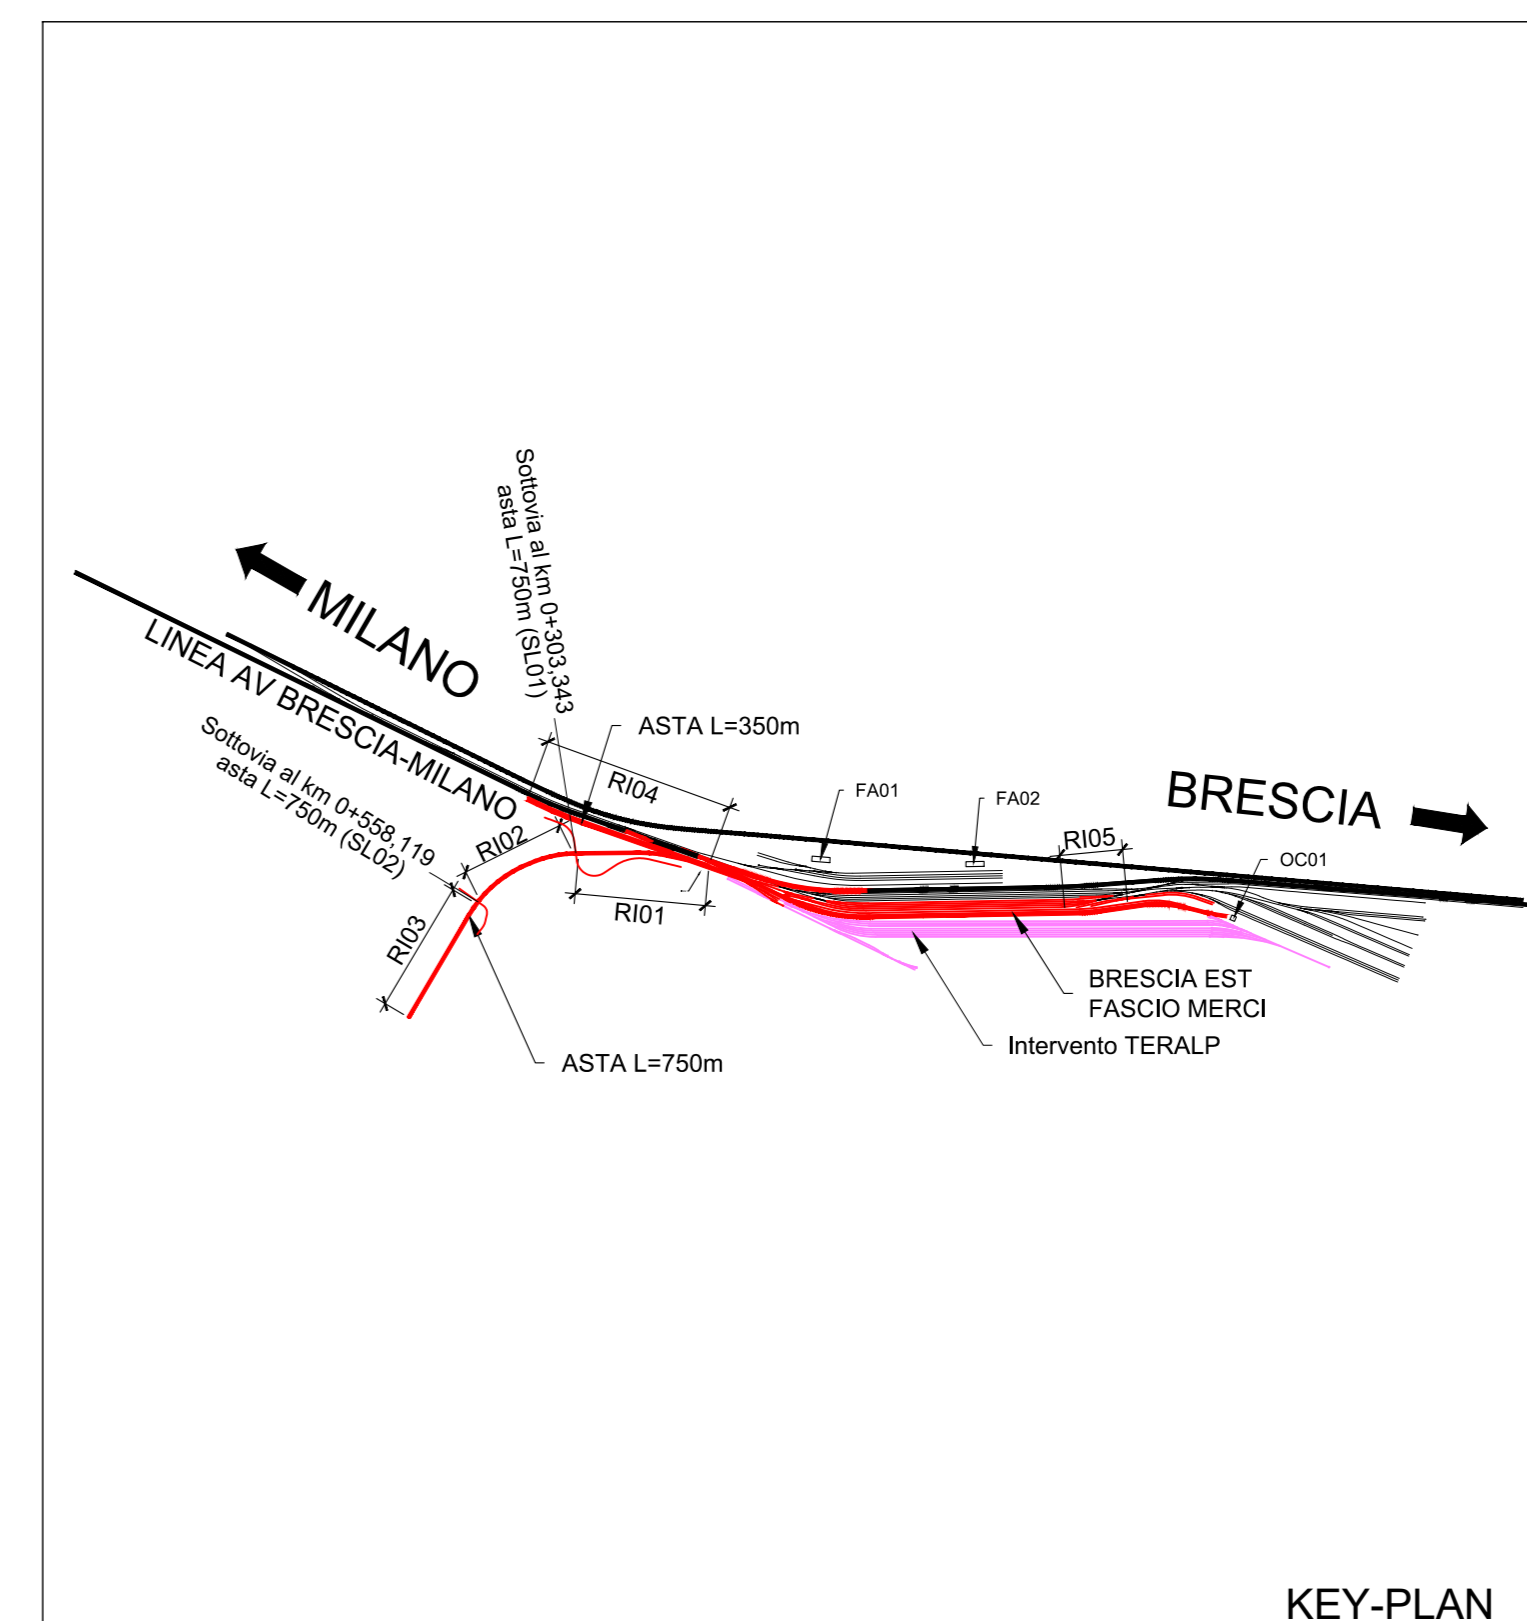 Sottovia al km 0+303,343
asta L=750m (SL01)
MILANO
LINEA AV BRESCIA-MILANO
Sottovia al km 0+558,119
asta L=750m (SL02)
ASTA L=350m
RI04
RI02
RI01
RI03
FA01
FA02
BRESCIA
RI05
OC01
BRESCIA EST
FASCIO MERCI
Intervento TERALP
ASTA L=750m
KEY-PLAN